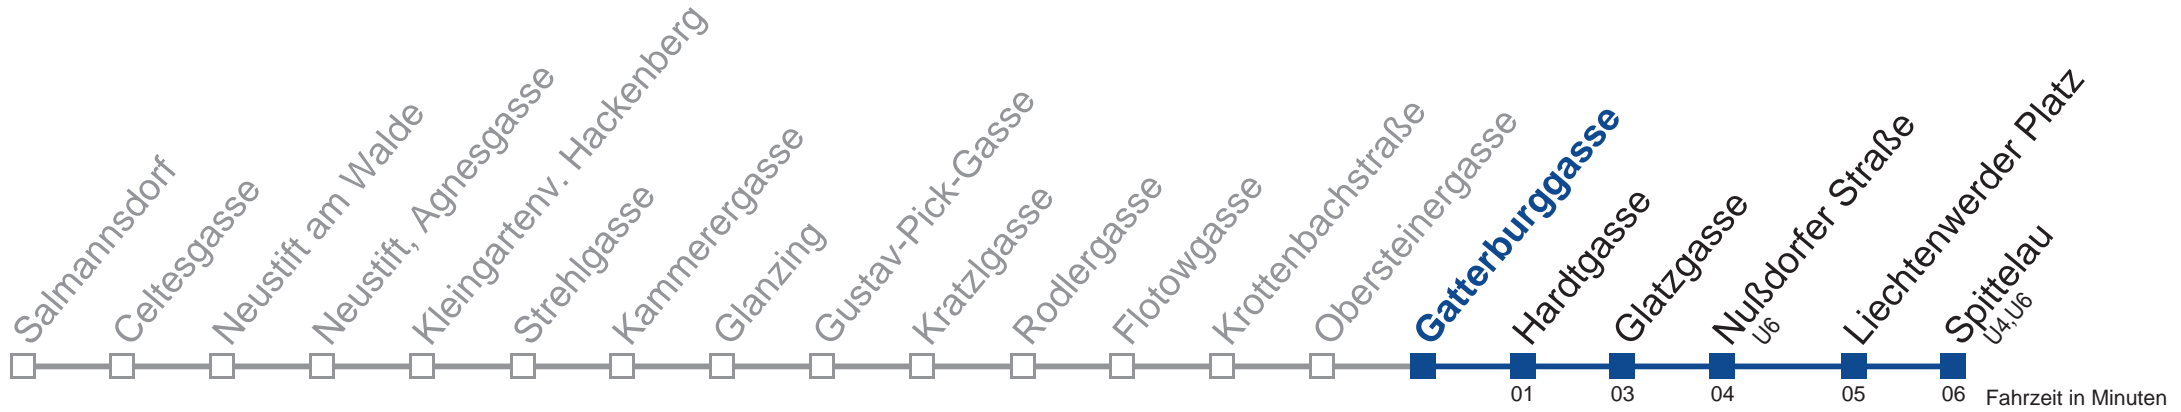 Salmannsdorf
Celtesgasse
Neustift am Walde
Neustift, Agnesgasse
Kleingartenv. Hackenberg
Strehlgasse
Kammerergasse
Glanzing
Gustav-Pick-Gasse
Kratzlgasse
Rodlergasse
Flotowgasse
Krottenbachstraße
Obersteinergasse
Gatterburggasse
Hardtgasse
Glatzgasse
Nußdorfer Straße
U6
Liechtenwerder Platz
Spittelau
U4,U6
01 03 04 05 06 Fahrzeit in Minuten